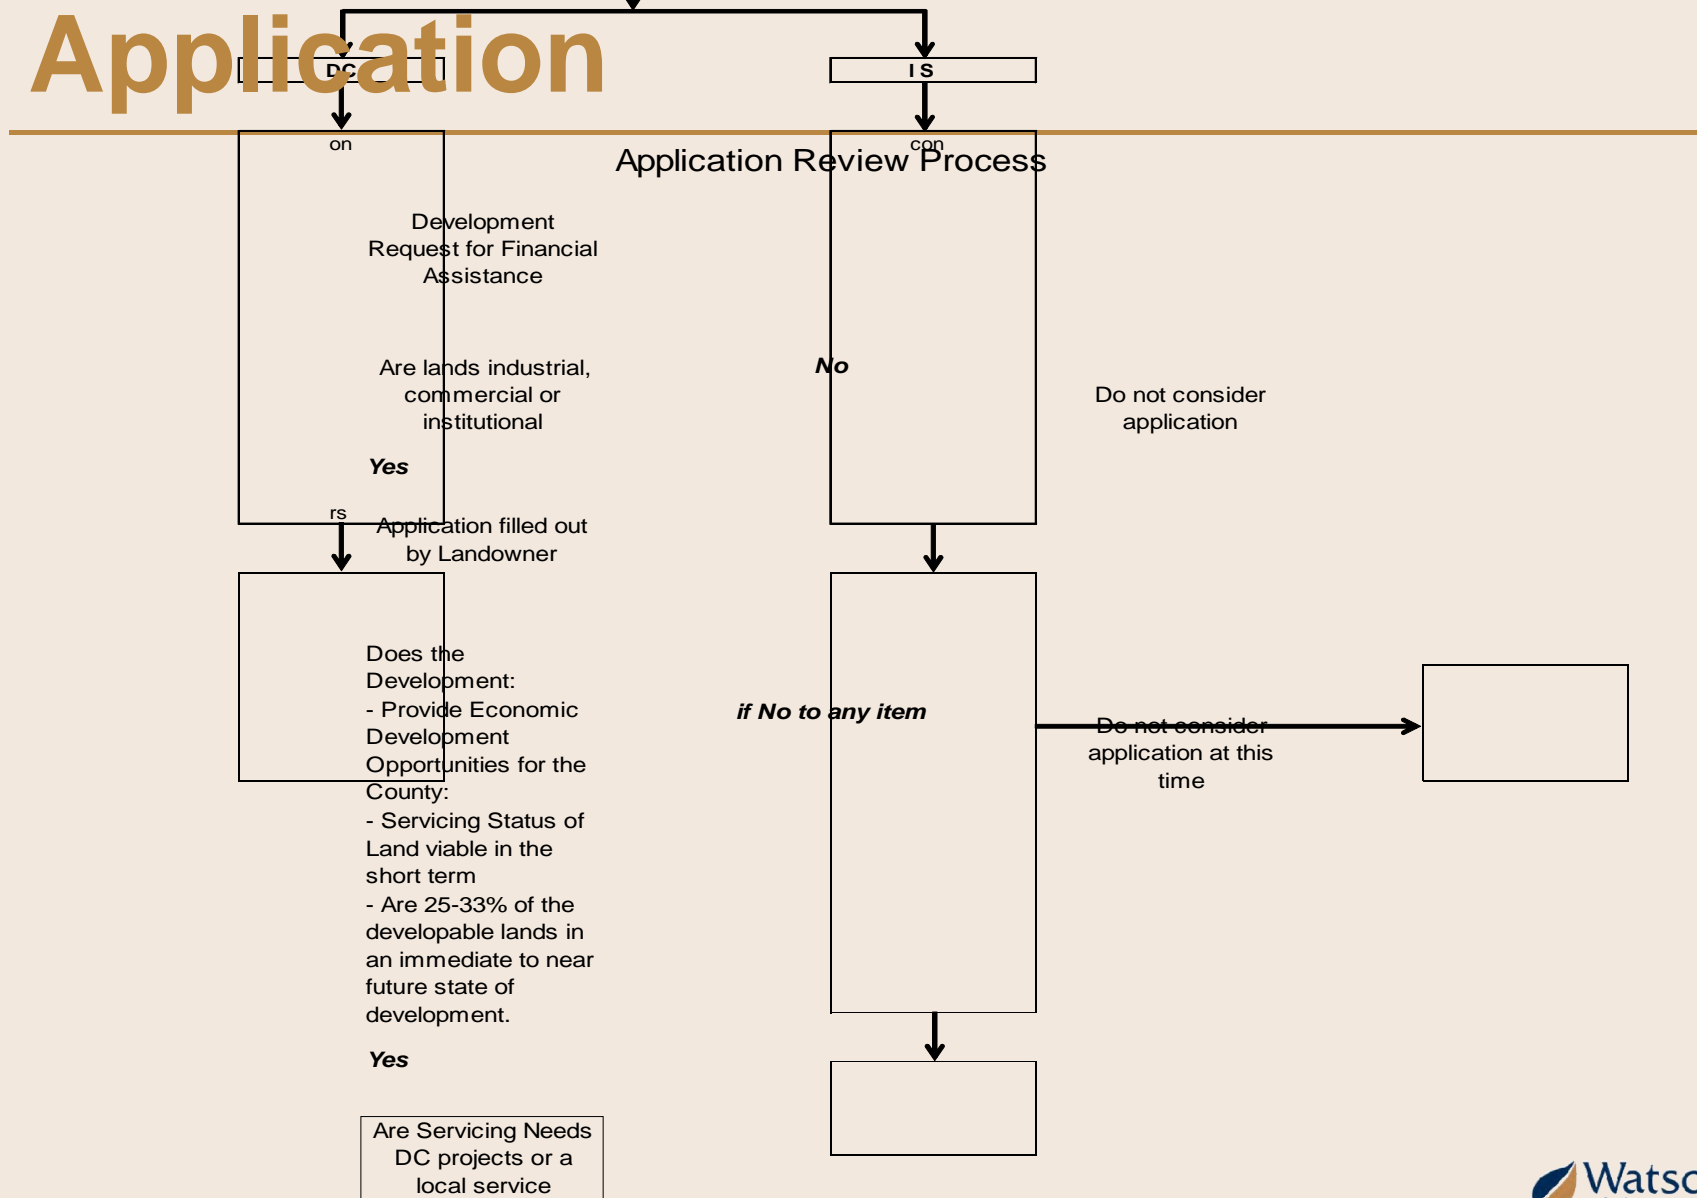 Application
DC
I S
on
con
Application Review Process
Development
Request for Financial
Assistance
Are lands industrial,
commercial or
institutional
No
Do not consider
application
Yes
rs
Application filled out
by Landowner
Does the
Development:
- Provide Economic
Development
Opportunities for the
County:
- Servicing Status of
Land viable in the
short term
- Are 25-33% of the
developable lands in
an immediate to near
future state of
development.
if No to any item
Do not consider
application at this
time
Yes
Are Servicing Needs
DC projects or a
local service